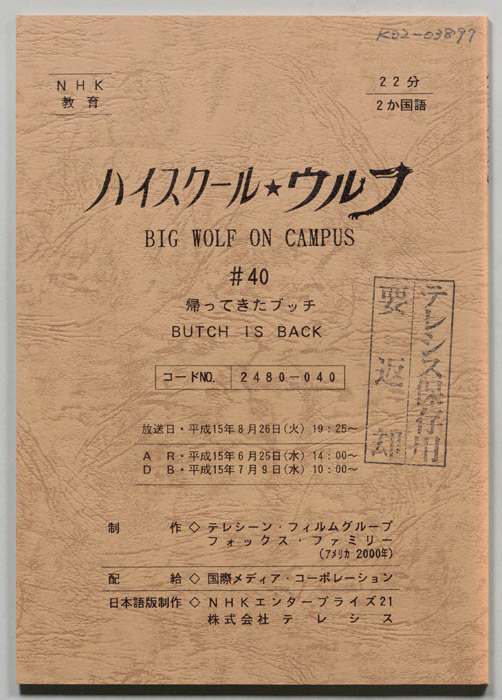 K02-03897
NHK
教育
22分
2か国語
ハイスクール★ウルフ
BIG WOLF ON CAMPUS
#40
帰ってきたブッチ
BUTCH IS BACK
コードNO. 2480-040
テレシス保存用
要返却
放送日・平成15年8月26日(火) 19:25~
AR・平成15年6月25日(水) 14:00~
DB・平成15年7月9日(水) 10:00~
制作◇テレシーン・フィルムグループ
フォックス・ファミリー
(アメリカ 2000年)
配給◇国際メディア・コーポレーション
日本語版制作◇NHKエンタープライズ21
株式会社テレシス